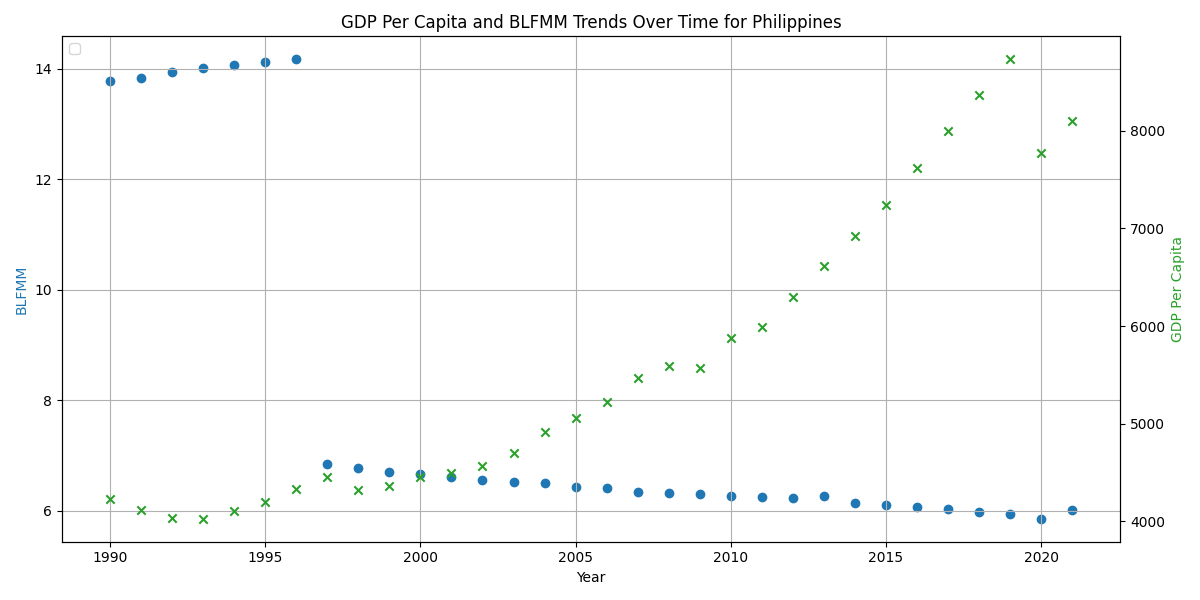 GDP Per Capita and BLFMM Trends Over Time for Philippines
14
12
10
8
6
BLFMM
8000
7000
6000
5000
4000
GDP Per Capita
1990 1995 2000 2005 2010 2015 2020
Year